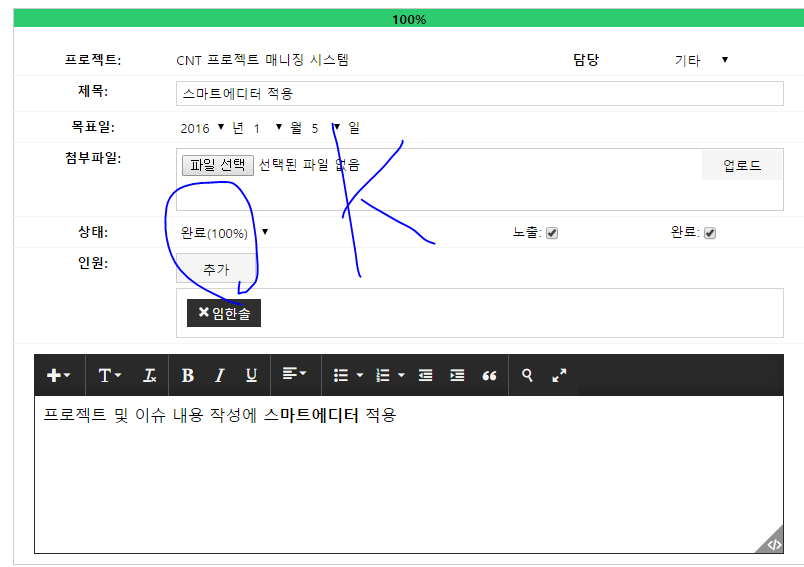 100%
프로젝트: CNT 프로젝트 매니징 시스템 담당 기타
제목: 스마트에디터 적용
목표일: 2016 년 1 월 5 일
첨부파일: 파일 선택 선택된 파일 없음 업로드
상태: 완료(100%) 노출: 완료:
인원: 추가
임한솔
K
프로젝트 및 이슈 내용 작성에 스마트에디터 적용